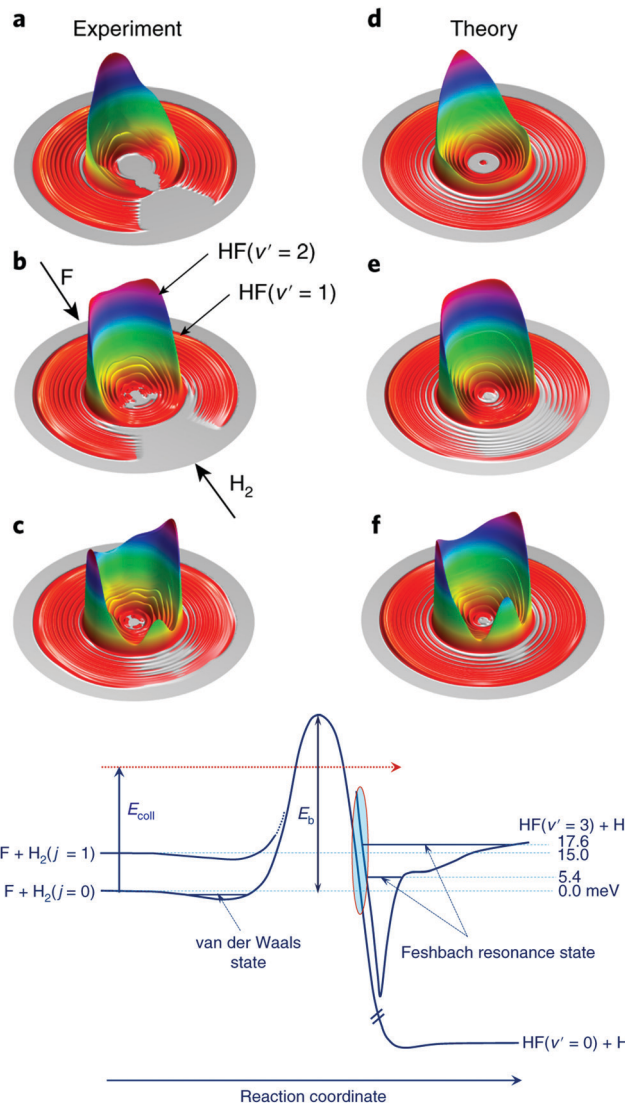 a
Experiment
d
Theory
b
F
HF(v′ = 2)
HF(v′ = 1)
e
H2
c
f
Ecoll
Eb
HF(v′ = 3) + H
17.6
F + H2(j = 1)
15.0
5.4
F + H2(j = 0)
0.0 meV
van der Waals
state
Feshbach resonance state
HF(v′ = 0) + H
Reaction coordinate